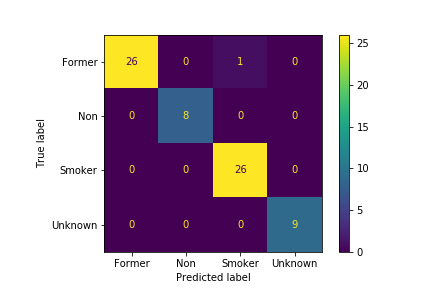 Former 26 0 1 0
Non 0 8 0 0
Smoker 0 0 26 0
Unknown 0 0 0 9
Former Non Smoker Unknown
Predicted label
True label
25
20
15
10
5
0